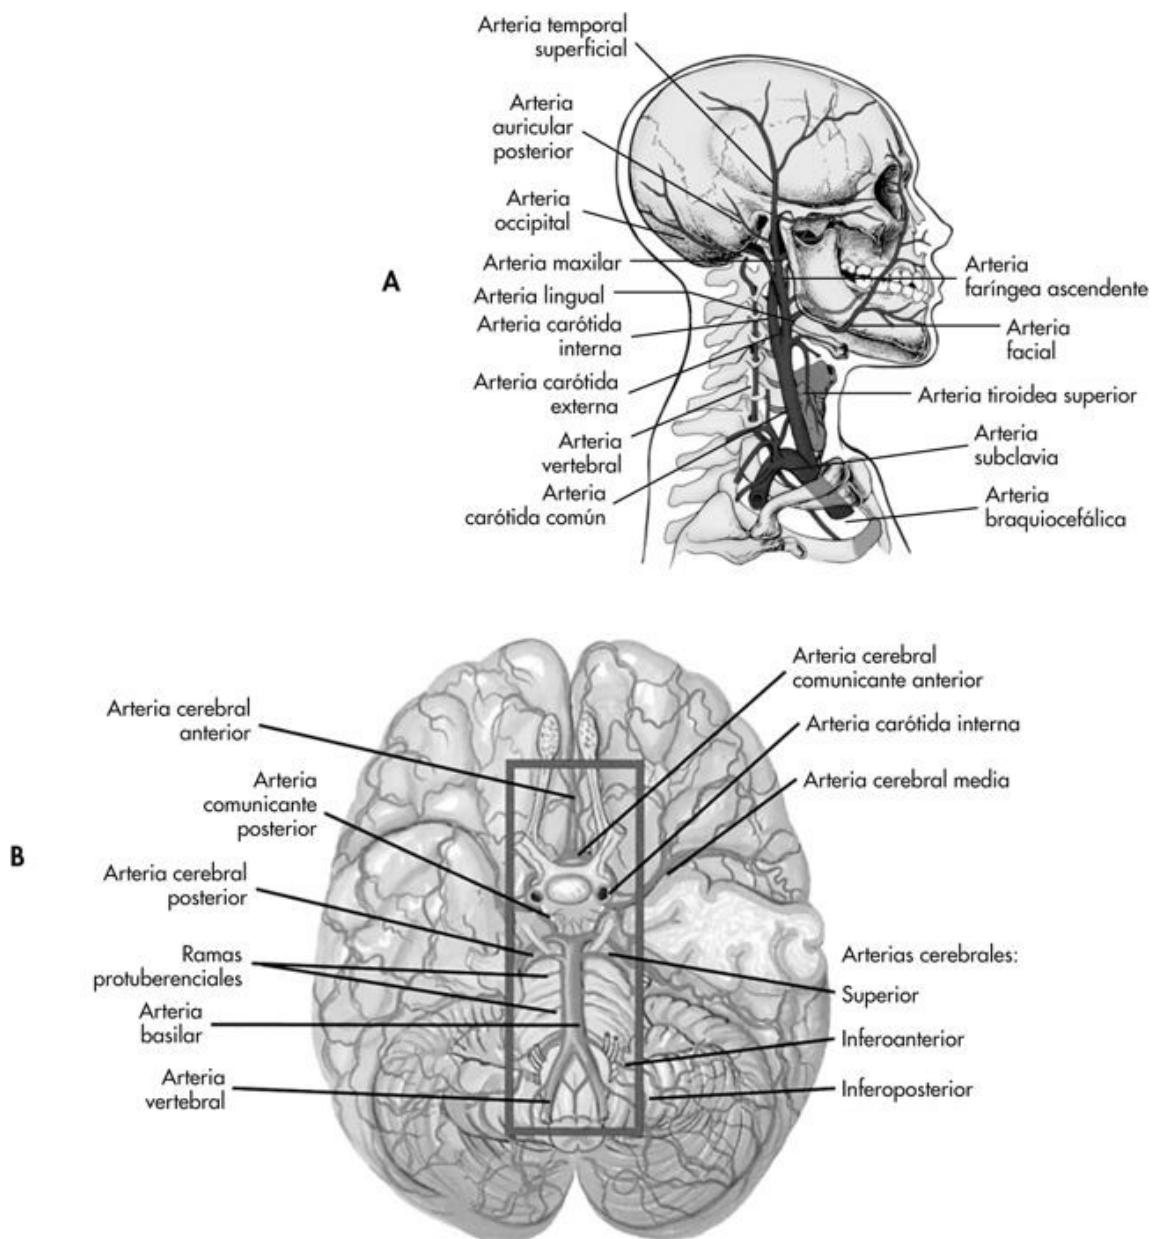 Arteria temporal
superficial
Arteria
auricular
posterior
Arteria
occipital
A
Arteria maxilar
Arteria lingual
Arteria carótida
interna
Arteria carótida
externa
Arteria
vertebral
Arteria
carótida común
Arteria
faríngea ascendente
Arteria
facial
Arteria tiroidea superior
Arteria
subclavia
Arteria
braquiocefálica
B
Arteria cerebral
anterior
Arteria
comunicante
posterior
Arteria cerebral
posterior
Ramas
protuberenciales
Arteria
basilar
Arteria
vertebral
Arteria cerebral
comunicante anterior
Arteria carótida interna
Arteria cerebral media
Arterias cerebrales:
Superior
Inferoanterior
Inferoposterior